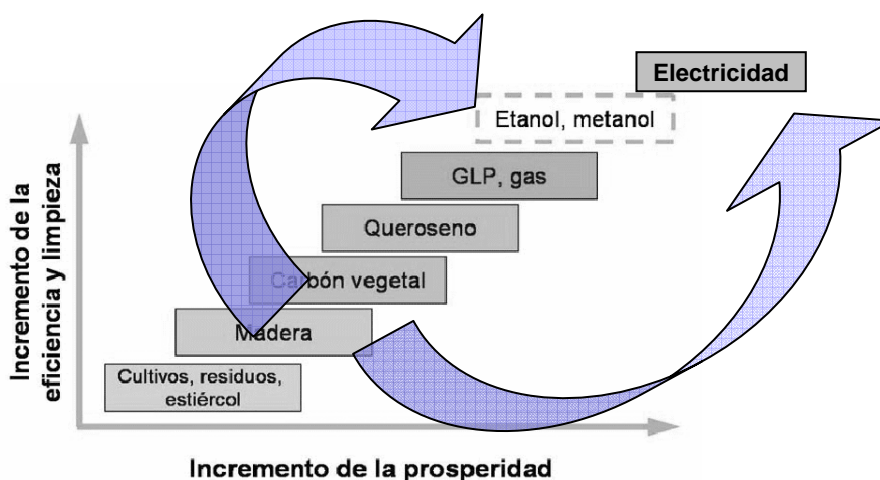 Electricidad
Etanol, metanol
GLP, gas
Queroseno
Carbón vegetal
Madera
Cultivos, residuos,
estiércol
Incremento de la
eficiencia y limpieza
Incremento de la prosperidad